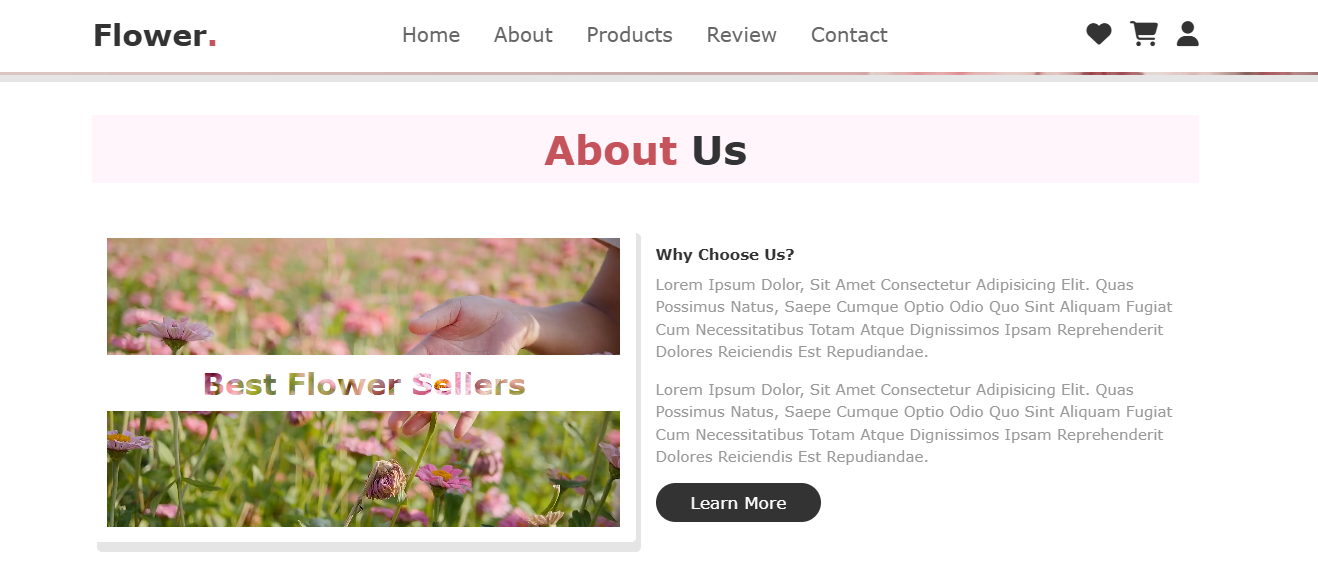 Flower.
Home About Products Review Contact
About Us
Best Flower Sellers
Why Choose Us?
Lorem Ipsum Dolor, Sit Amet Consectetur Adipisicing Elit. Quas
Possimus Natus, Saepe Cumque Optio Odio Quo Sint Aliquam Fugiat
Cum Necessitatibus Totam Atque Dignissimos Ipsam Reprehenderit
Dolores Reiciendis Est Repudiandae.
Lorem Ipsum Dolor, Sit Amet Consectetur Adipisicing Elit. Quas
Possimus Natus, Saepe Cumque Optio Odio Quo Sint Aliquam Fugiat
Cum Necessitatibus Totam Atque Dignissimos Ipsam Reprehenderit
Dolores Reiciendis Est Repudiandae.
Learn More